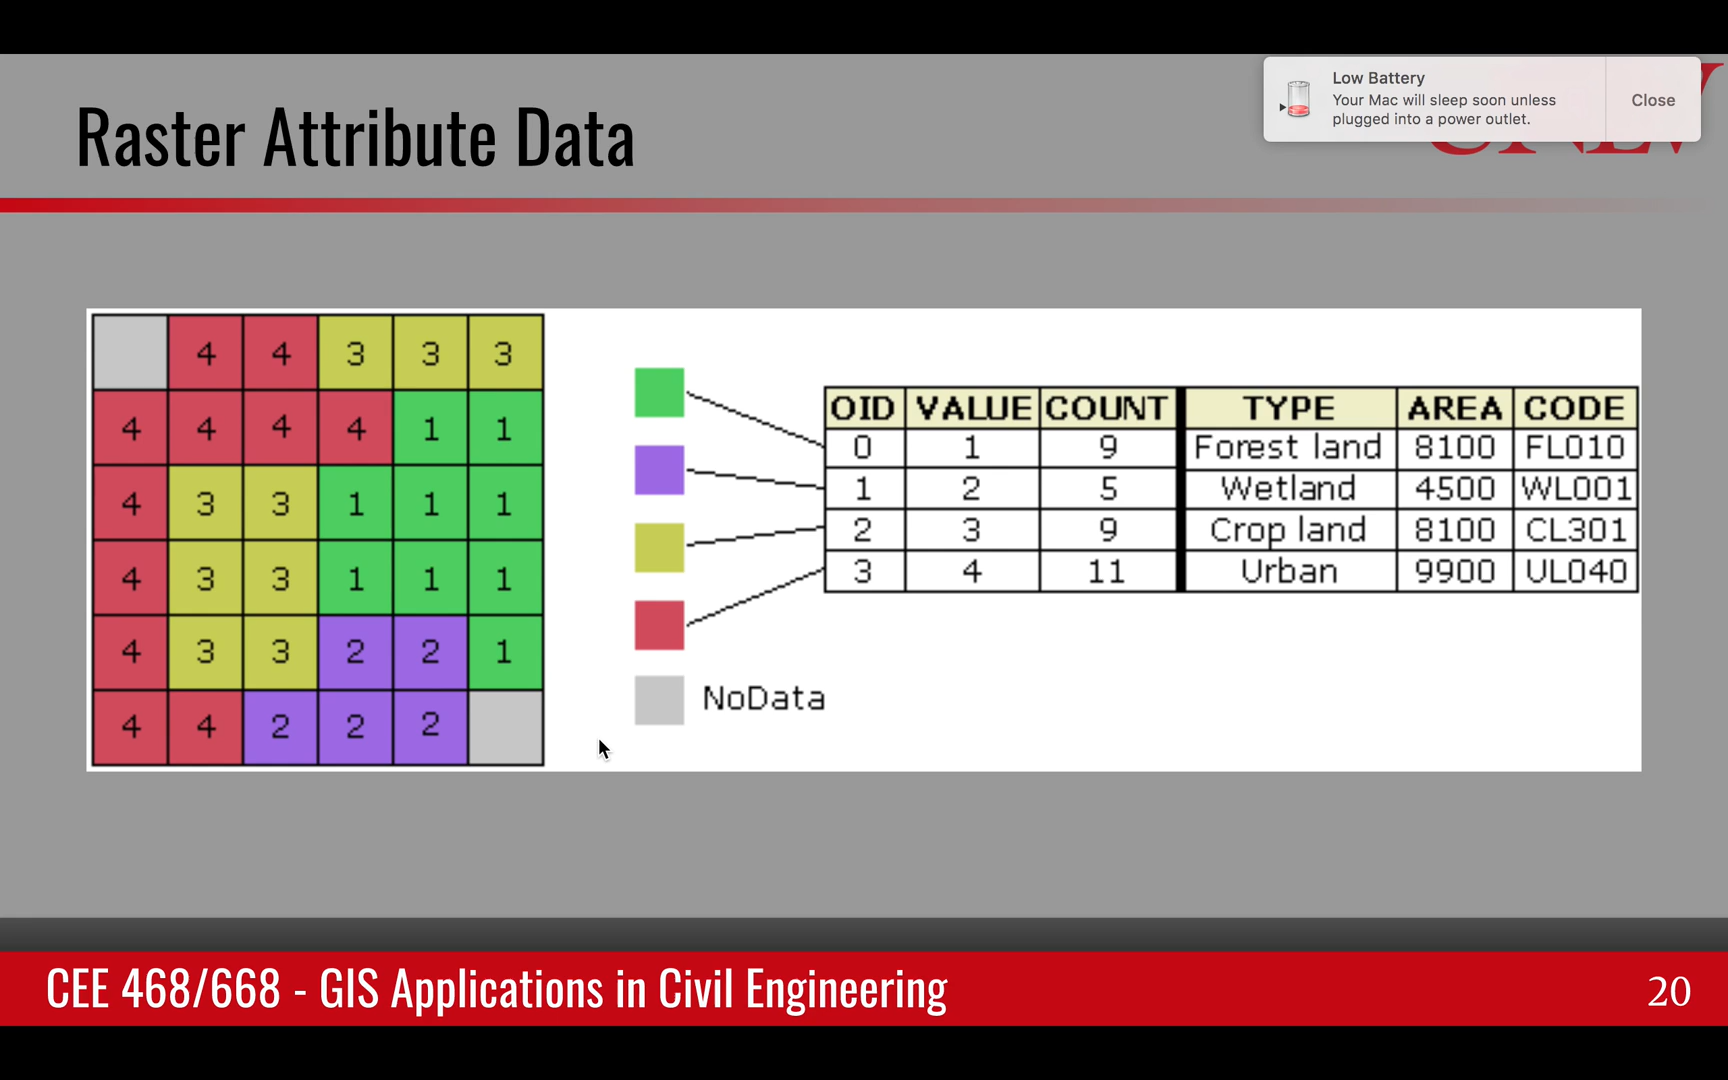 Low Battery
Your Mac will sleep soon unless
plugged into a power outlet.
Close
Raster Attribute Data
4 4 3 3 3
4 4 4 4 1 1
4 3 3 1 1 1
4 3 3 1 1 1
4 3 3 2 2 1
4 4 2 2 2
OID VALUE COUNT TYPE AREA CODE
0 1 9 Forest land 8100 FL010
1 2 5 Wetland 4500 WL001
2 3 9 Crop land 8100 CL301
3 4 11 Urban 9900 UL040
NoData
CEE 468/668 - GIS Applications in Civil Engineering
20